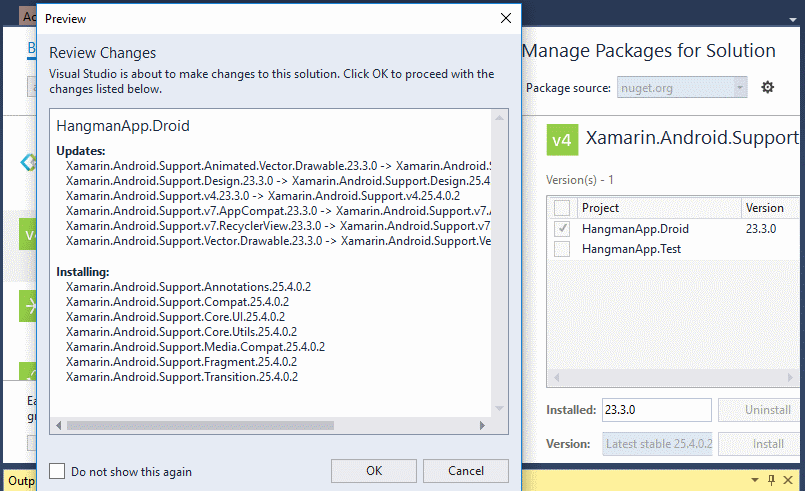 Ac
Preview
Review Changes
Visual Studio is about to make changes to this solution. Click OK to proceed with the
changes listed below.
HangmanApp.Droid
Updates:
Xamarin.Android.Support.Animated.Vector.Drawable.23.3.0 -> Xamarin.Android.S
Xamarin.Android.Support.Design.23.3.0 -> Xamarin.Android.Support.Design.25.4
Xamarin.Android.Support.v4.23.3.0 -> Xamarin.Android.Support.v4.25.4.0.2
Xamarin.Android.Support.v7.AppCompat.23.3.0 -> Xamarin.Android.Support.v7.A
Xamarin.Android.Support.v7.RecyclerView.23.3.0 -> Xamarin.Android.Support.v7
Xamarin.Android.Support.Vector.Drawable.23.3.0 -> Xamarin.Android.Support.Ve
Installing:
Xamarin.Android.Support.Annotations.25.4.0.2
Xamarin.Android.Support.Compat.25.4.0.2
Xamarin.Android.Support.Core.UI.25.4.0.2
Xamarin.Android.Support.Core.Utils.25.4.0.2
Xamarin.Android.Support.Media.Compat.25.4.0.2
Xamarin.Android.Support.Fragment.25.4.0.2
Xamarin.Android.Support.Transition.25.4.0.2
Do not show this again
OK
Cancel
Manage Packages for Solution
Package source: nuget.org
v4 Xamarin.Android.Support
Version(s) - 1
Project Version
HangmanApp.Droid 23.3.0
HangmanApp.Test
Installed: 23.3.0 Uninstall
Version: Latest stable 25.4.0.2 Install
Ea
gr
Outp